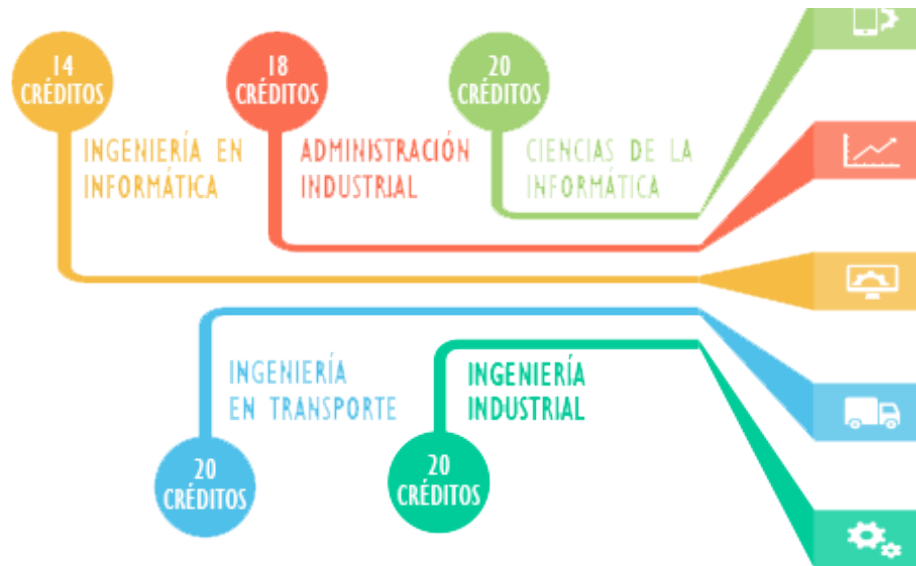 14
CRÉDITOS
18
CRÉDITOS
20
CRÉDITOS
INGENIERÍA EN
INFORMÁTICA
ADMINISTRACIÓN
INDUSTRIAL
CIENCIAS DE LA
INFORMÁTICA
INGENIERÍA
EN TRANSPORTE
INGENIERÍA
INDUSTRIAL
20
CRÉDITOS
20
CRÉDITOS